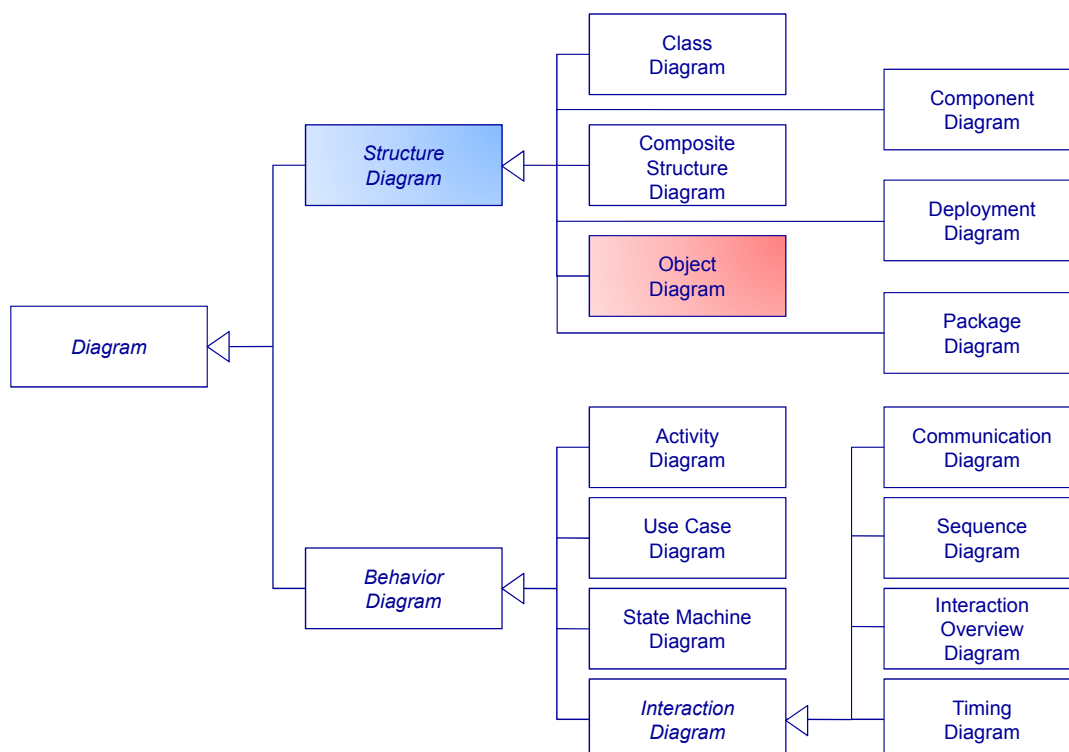 Class
Diagram
Component
Diagram
Structure
Diagram
Composite
Structure
Diagram
Deployment
Diagram
Object
Diagram
Diagram
Package
Diagram
Activity
Diagram
Communication
Diagram
Use Case
Diagram
Sequence
Diagram
Behavior
Diagram
State Machine
Diagram
Interaction
Overview
Diagram
Interaction
Diagram
Timing
Diagram